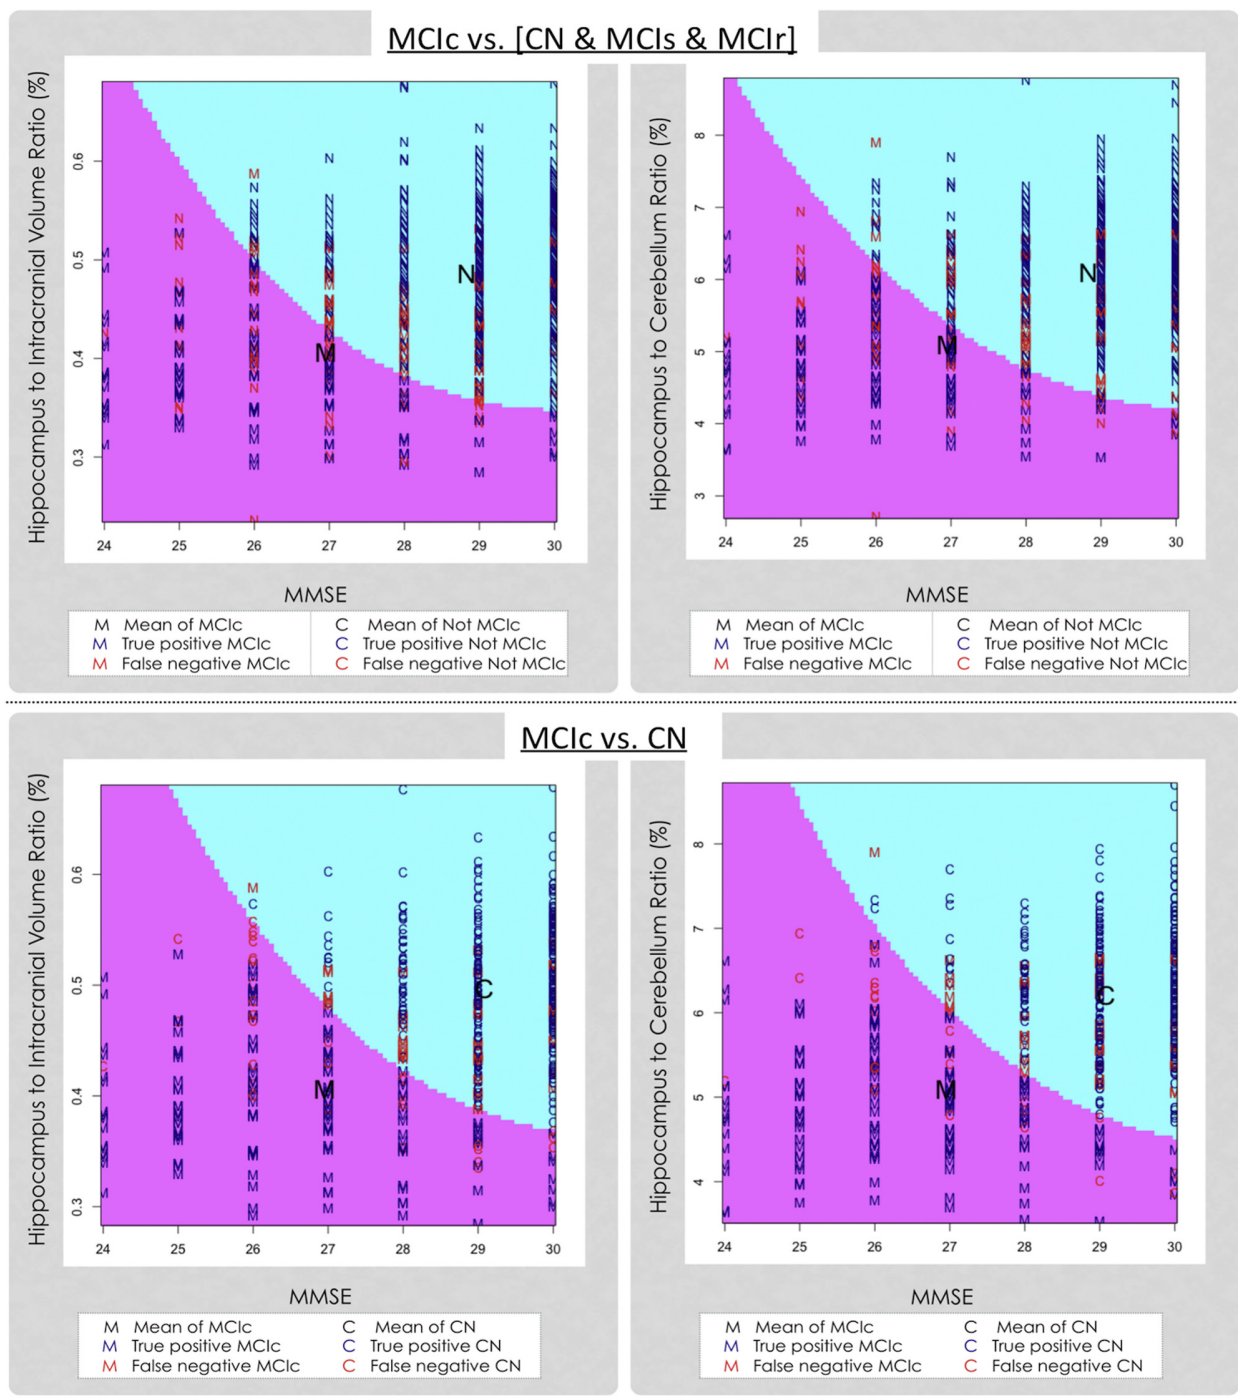 MCIc vs. [CN & MCIs & MCIr]
Hippocampus to Intracranial Volume Ratio (%)
0.6
0.5
0.4
0.3
24 25 26 27 28 29 30
MMSE
M Mean of MCIc C Mean of Not MCIc
M True positive MCIc C True positive Not MCIc
M False negative MCIc C False negative Not MCIc
Hippocampus to Cerebellum Ratio (%)
8
7
6
5
4
3
24 25 26 27 28 29 30
MMSE
M Mean of MCIc C Mean of Not MCIc
M True positive MCIc C True positive Not MCIc
M False negative MCIc C False negative Not MCIc
MCIc vs. CN
Hippocampus to Intracranial Volume Ratio (%)
0.6
0.5
0.4
0.3
24 25 26 27 28 29 30
MMSE
M Mean of MCIc C Mean of CN
M True positive MCIc C True positive CN
M False negative MCIc C False negative CN
Hippocampus to Cerebellum Ratio (%)
8
7
6
5
4
24 25 26 27 28 29 30
MMSE
M Mean of MCIc C Mean of CN
M True positive MCIc C True positive CN
M False negative MCIc C False negative CN